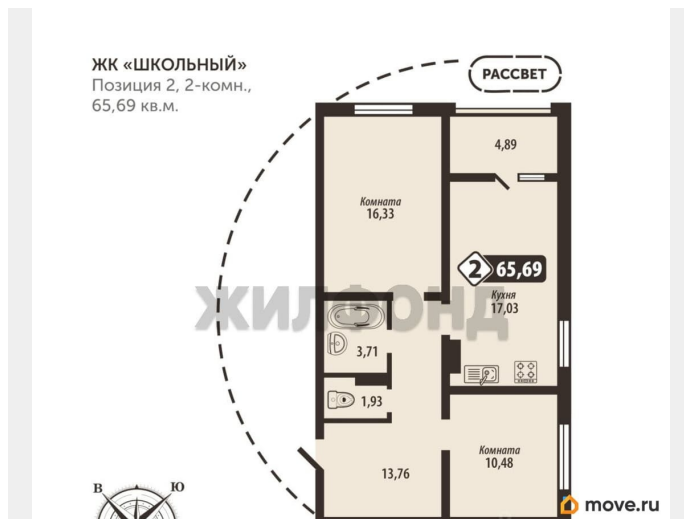 ЖК «ШКОЛЬНЫЙ»
Позиция 2, 2-комн.,
65,69 кв.м.
РАССВЕТ
4,89
Комната
16,33
2 65,69
Кухня
17,03
ЖИЛФОНД
3,71
1,93
Комната
10,48
13,76
В Ю
move.ru